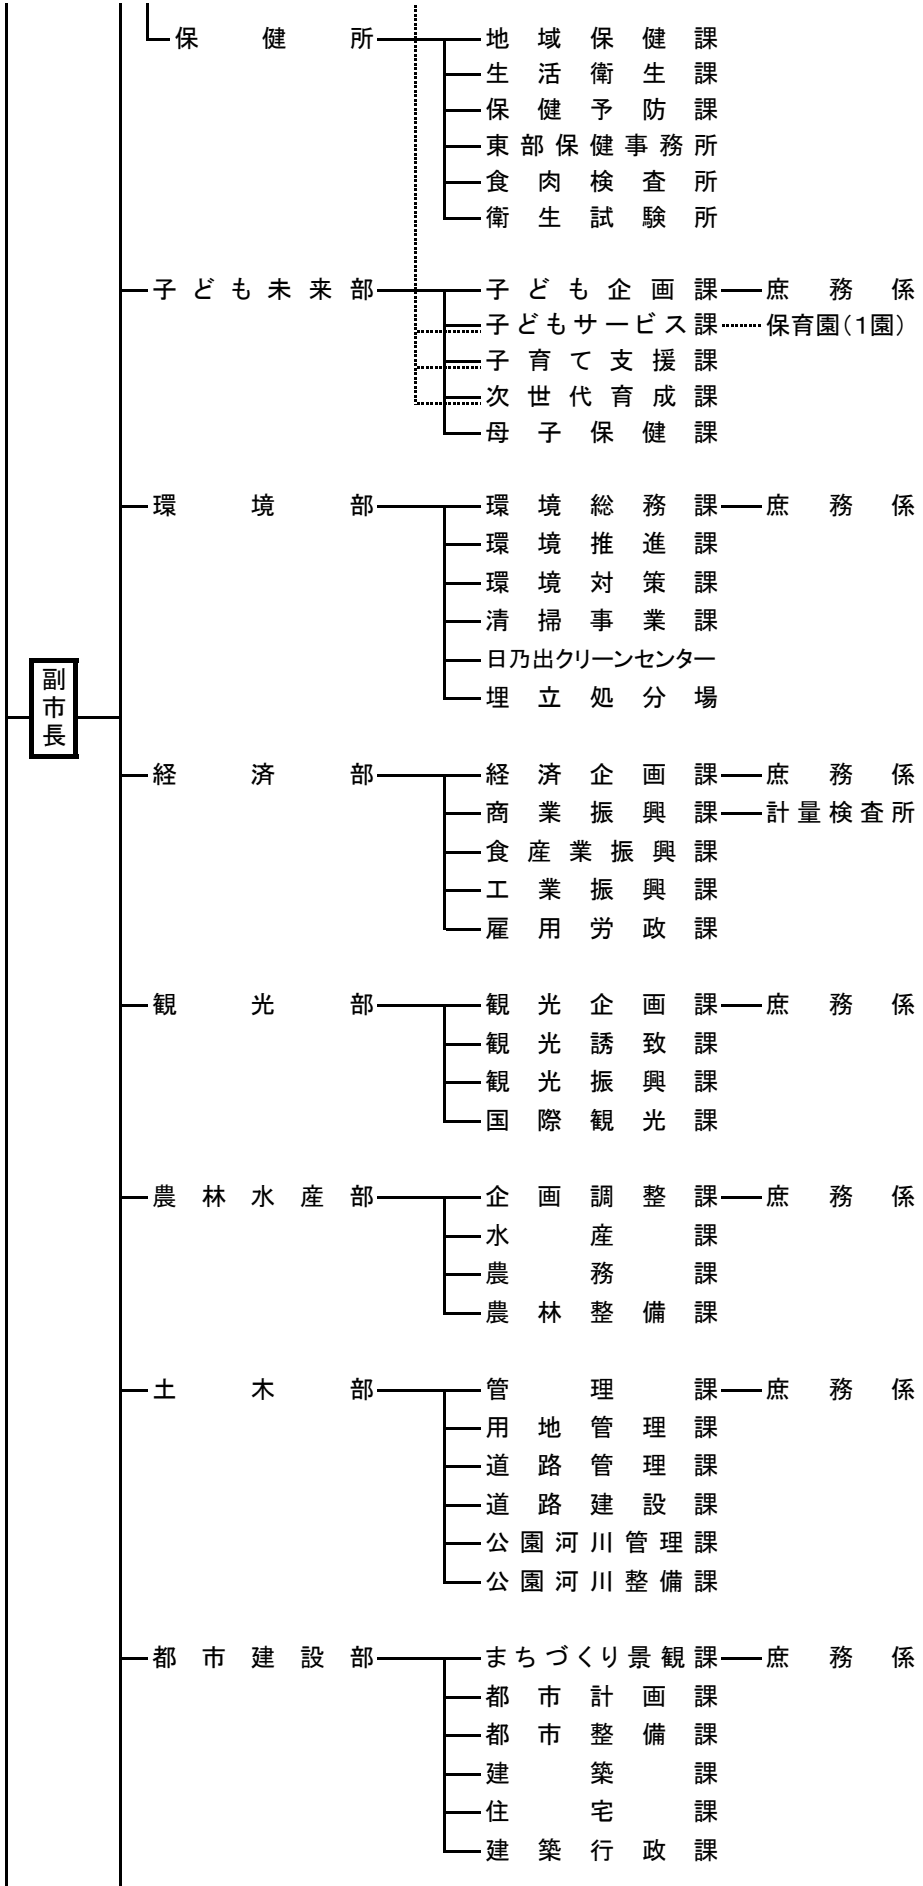 保健所 地域保健課
生活衛生課
保健予防課
東部保健事務所
食肉検査所
衛生試験所
子ども未来部 子ども企画課 庶務係
子どもサービス課 保育園(1園)
子育て支援課
次世代育成課
母子保健課
環境部 環境総務課 庶務係
環境推進課
環境対策課
清掃事業課
日乃出クリーンセンター
埋立処分場
副市長
経済部 経済企画課 庶務係
商業振興課 計量検査所
食産業振興課
工業振興課
雇用労政課
観光部 観光企画課 庶務係
観光誘致課
観光振興課
国際観光課
農林水産部 企画調整課 庶務係
水産課
農務課
農林整備課
土木部 管理課 庶務係
用地管理課
道路管理課
道路建設課
公園河川管理課
公園河川整備課
都市建設部 まちづくり景観課 庶務係
都市計画課
都市整備課
建築課
住宅課
建築行政課